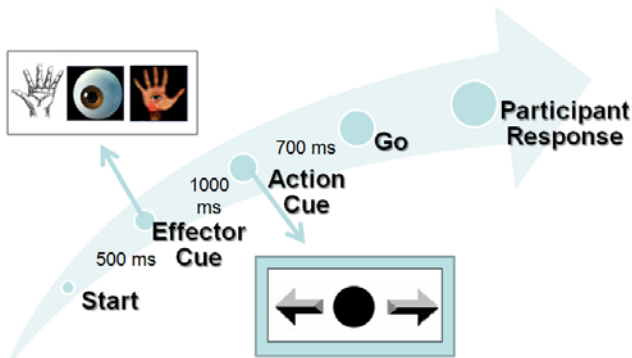 Start
500 ms
Effector
Cue
1000
ms
Action
Cue
700 ms
Go
Participant
Response